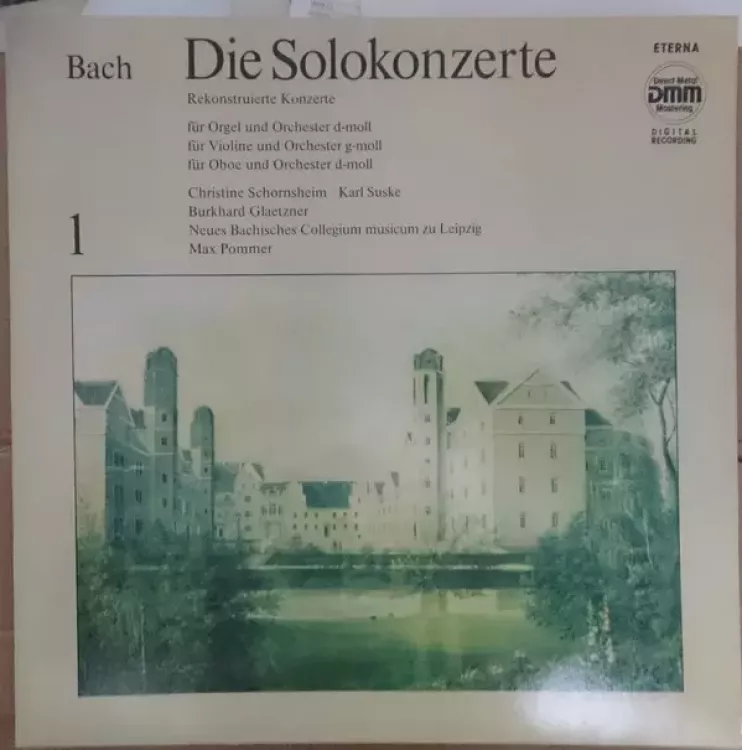 Bach
Die Solokonzerte
Rekonstruierte Konzerte
für Orgel und Orchester d-moll
für Violine und Orchester g-moll
für Oboe und Orchester d-moll
Christine Schornsheim Karl Suske
Burkhard Glaetzner
Neues Bachisches Collegium musicum zu Leipzig
Max Pommer
1
ETERNA
Direct Metal
DMM
Mastering
DIGITAL
RECORDING